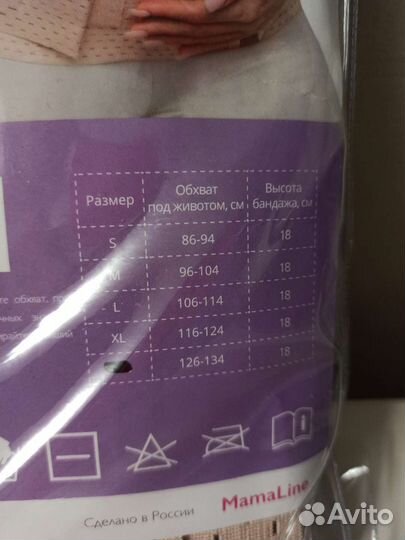 Размер
Обхват
под животом, см
Высота
бандажа, см
S 86-94 18
M 96-104 18
L 106-114 18
XL 116-124 18
126-134 18
обхват,
Сделано в России
MamaLine
Avito